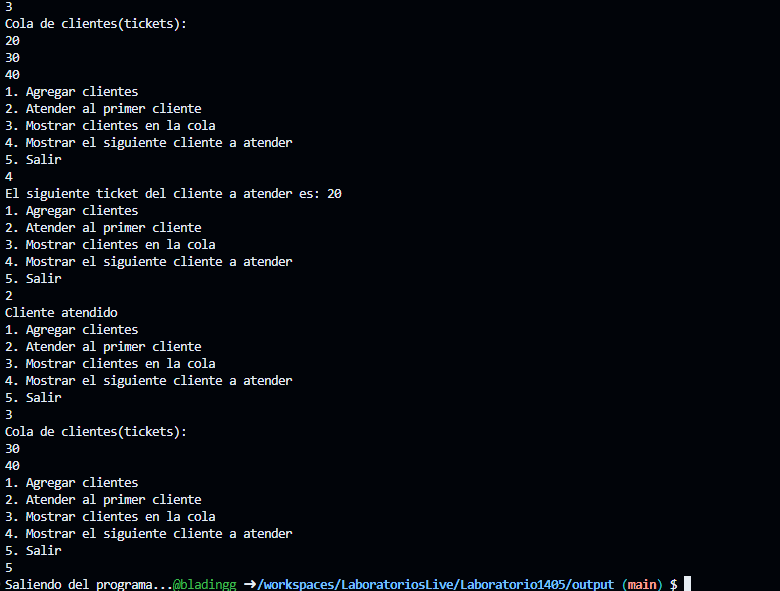 3
Cola de clientes(tickets):
20
30
40
1. Agregar clientes
2. Atender al primer cliente
3. Mostrar clientes en la cola
4. Mostrar el siguiente cliente a atender
5. Salir
4
El siguiente ticket del cliente a atender es: 20
1. Agregar clientes
2. Atender al primer cliente
3. Mostrar clientes en la cola
4. Mostrar el siguiente cliente a atender
5. Salir
2
Cliente atendido
1. Agregar clientes
2. Atender al primer cliente
3. Mostrar clientes en la cola
4. Mostrar el siguiente cliente a atender
5. Salir
3
Cola de clientes(tickets):
30
40
1. Agregar clientes
2. Atender al primer cliente
3. Mostrar clientes en la cola
4. Mostrar el siguiente cliente a atender
5. Salir
5
Saliendo del programa...@bladingg ➜/workspaces/LaboratoriosLive/Laboratorio1405/output (main) $